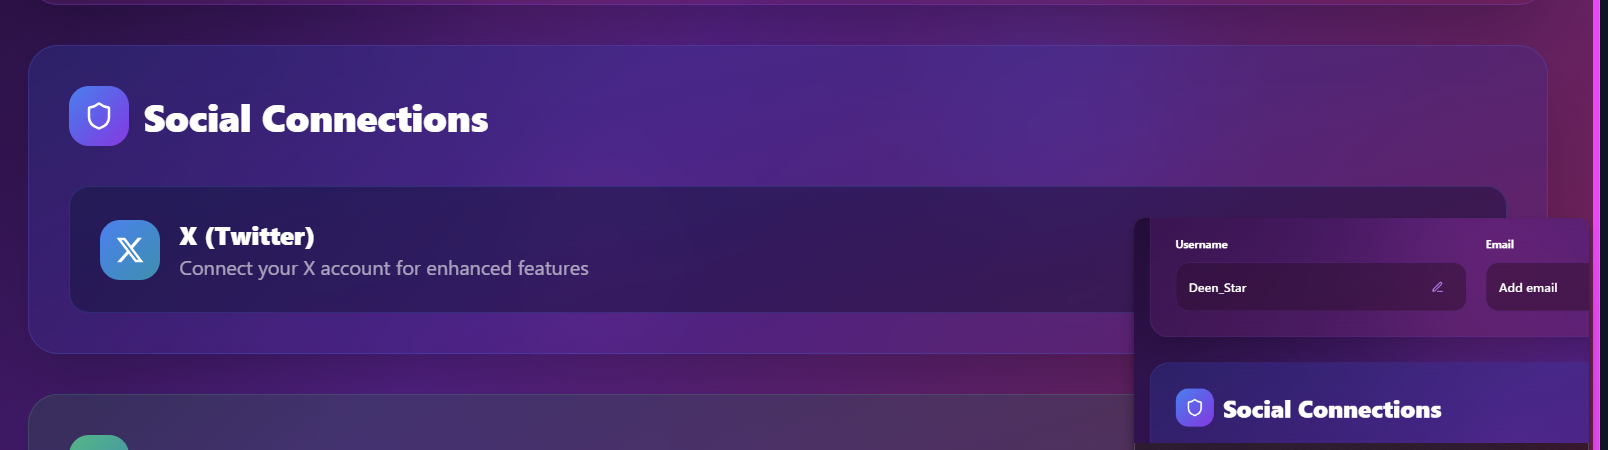 Social Connections
X (Twitter)
Connect your X account for enhanced features
Username
Email
Deen_Star
Add email
Social Connections